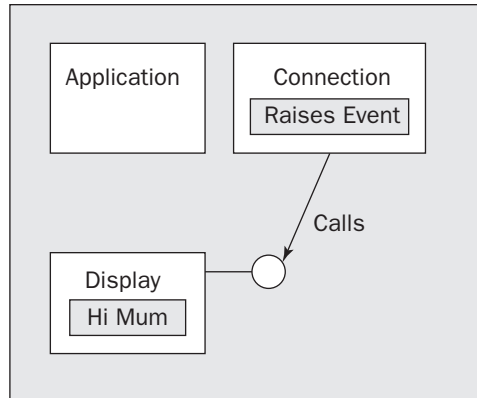 Application
Connection
Raises Event
Calls
Display
Hi Mum